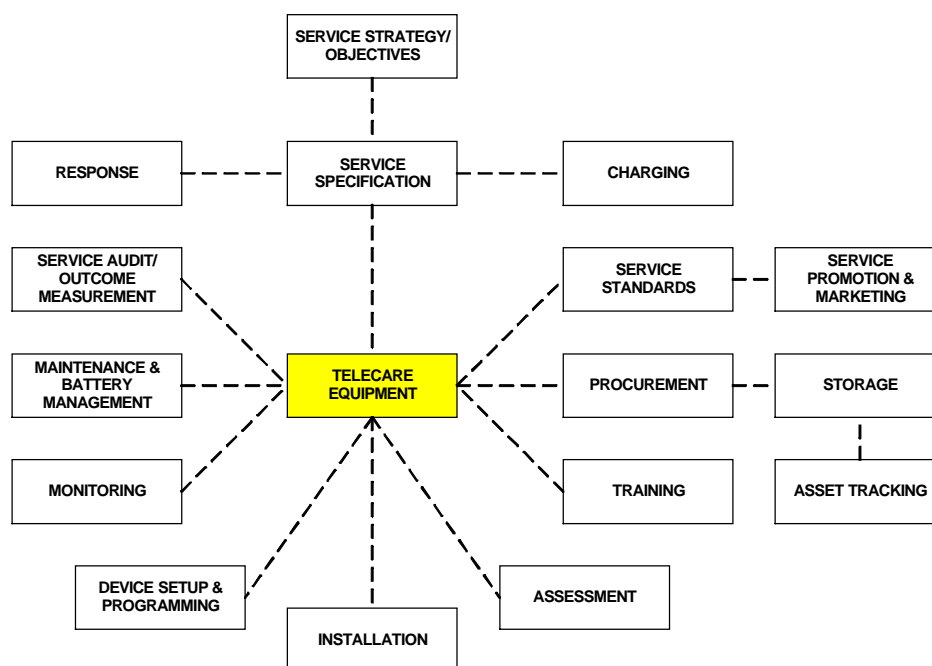 SERVICE STRATEGY/
OBJECTIVES
RESPONSE
SERVICE
SPECIFICATION
CHARGING
SERVICE AUDIT/
OUTCOME
MEASUREMENT
SERVICE
STANDARDS
SERVICE
PROMOTION &
MARKETING
MAINTENANCE &
BATTERY
MANAGEMENT
TELECARE
EQUIPMENT
PROCUREMENT
STORAGE
MONITORING
TRAINING
ASSET TRACKING
DEVICE SETUP &
PROGRAMMING
INSTALLATION
ASSESSMENT